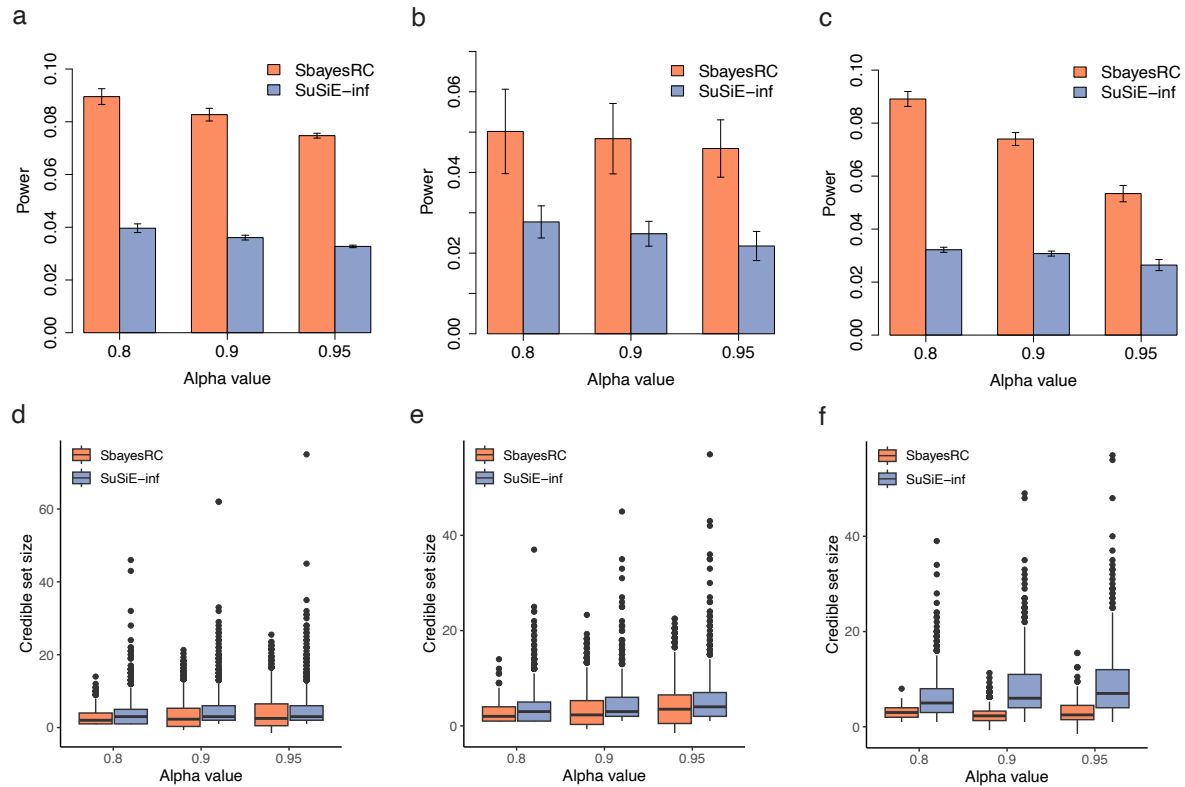 a
SbayesRC
SuSiE−inf
Power
0.00 0.02 0.04 0.06 0.08 0.10
0.8 0.9 0.95
Alpha value
b
SbayesRC
SuSiE−inf
Power
0.00 0.02 0.04 0.06
0.8 0.9 0.95
Alpha value
c
SbayesRC
SuSiE−inf
Power
0.00 0.02 0.04 0.06 0.08 0.10
0.8 0.9 0.95
Alpha value
d
SbayesRC
SuSiE−inf
Credible set size
60
40
20
0
0.8 0.9 0.95
Alpha value
e
SbayesRC
SuSiE−inf
Credible set size
40
20
0
0.8 0.9 0.95
Alpha value
f
SbayesRC
SuSiE−inf
Credible set size
40
20
0
0.8 0.9 0.95
Alpha value